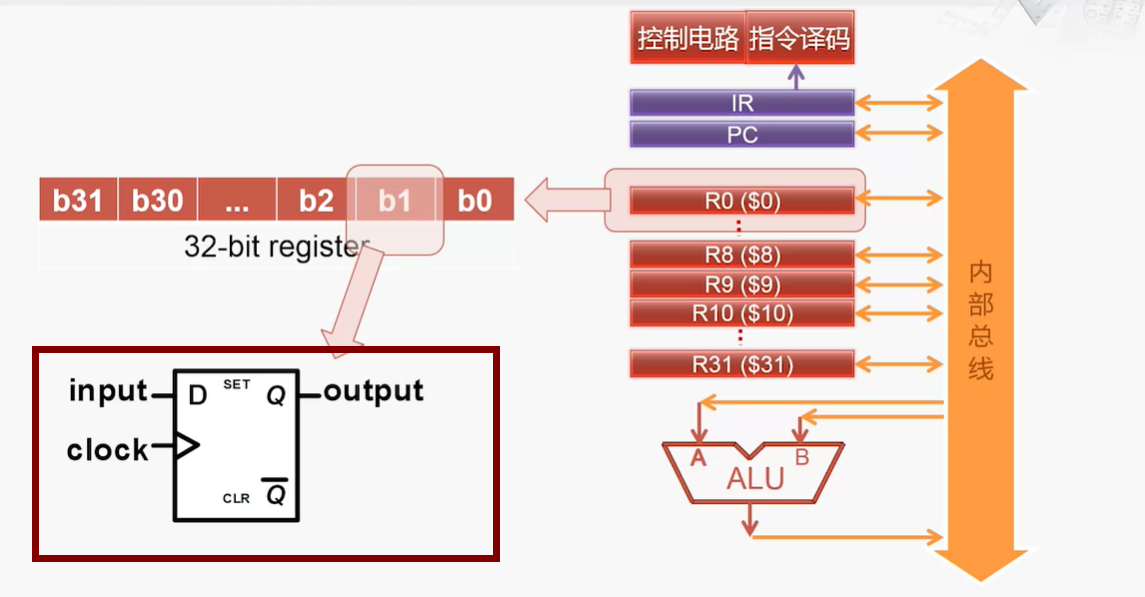 控制电路 指令译码
IR
PC
b31 b30 ... b2 b1 b0
32-bit register
R0 ($0)
R8 ($8)
R9 ($9)
R10 ($10)
R31 ($31)
内部总线
input D SET Q output
clock
CLR Q
A B
ALU